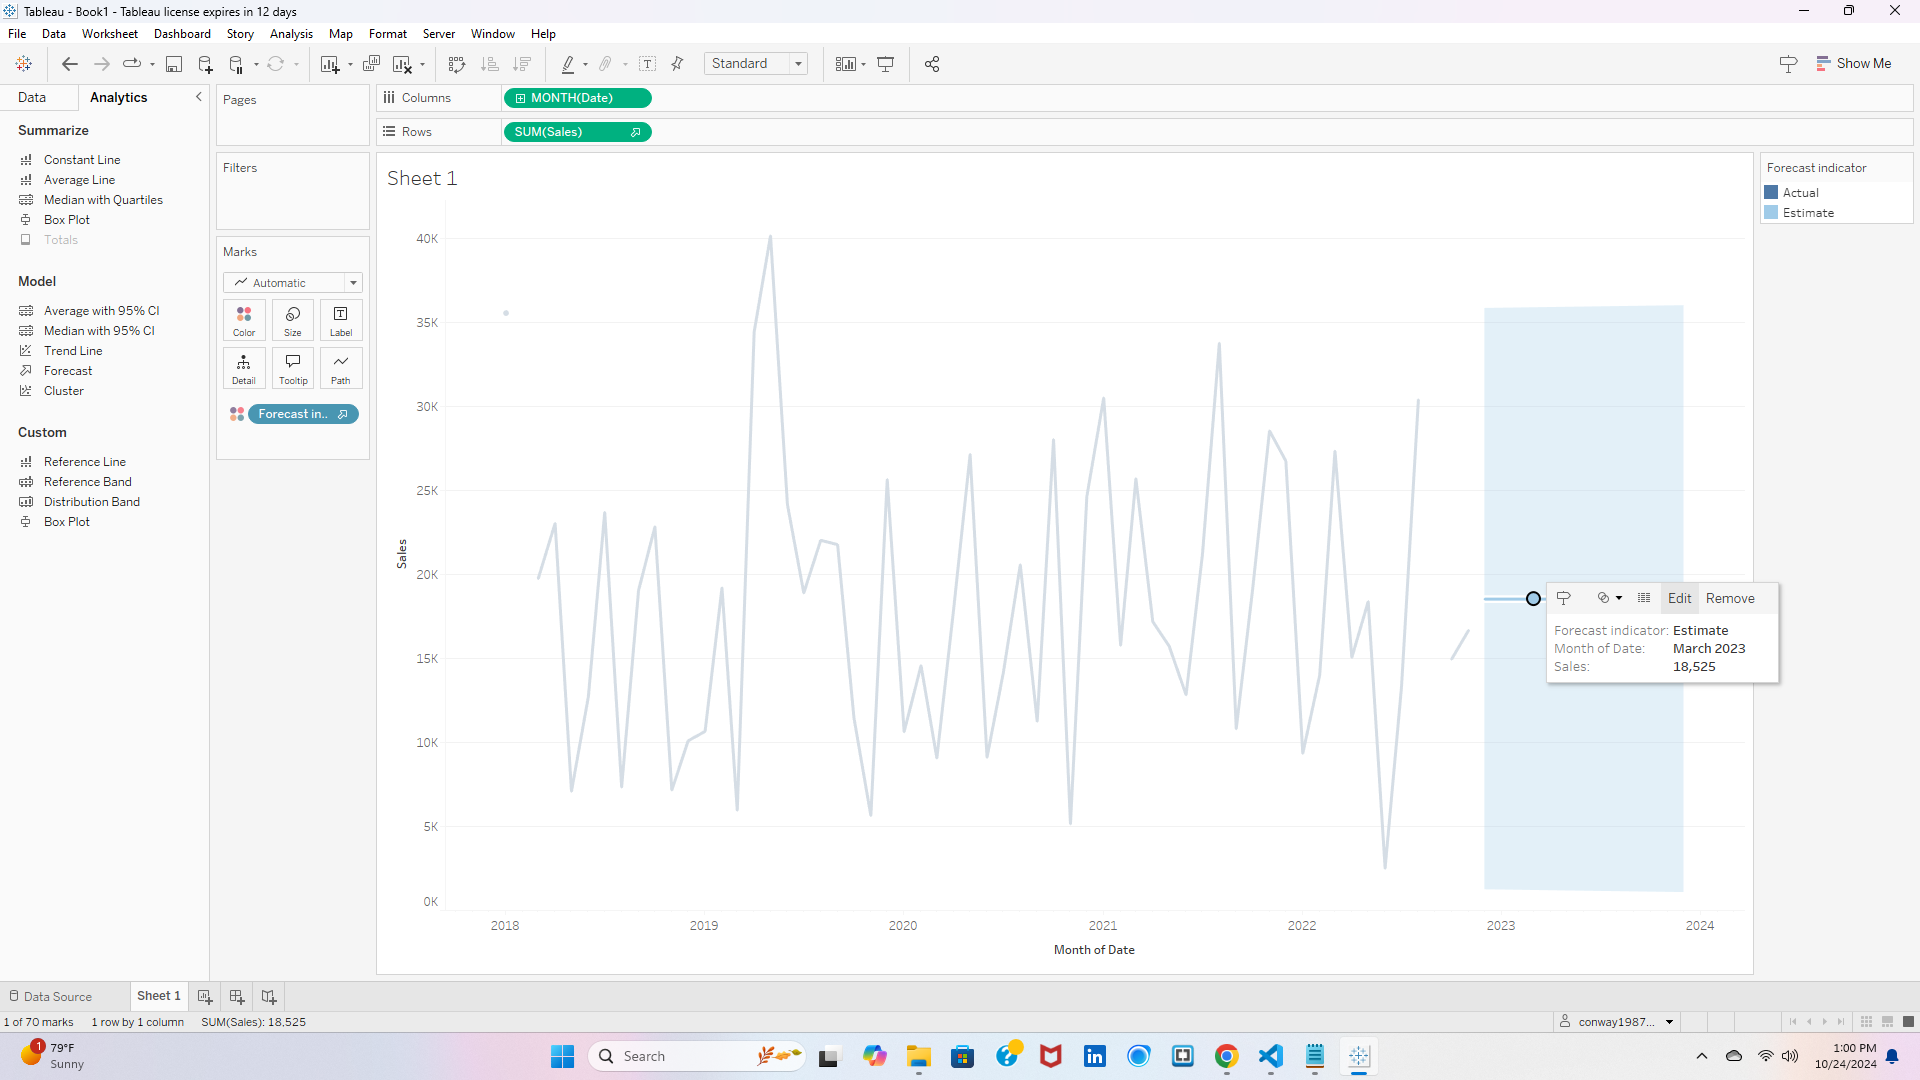 Tableau - Book1 - Tableau license expires in 12 days
File Data Worksheet Dashboard Story Analysis Map Format Server Window Help
Standard
Show Me
Data Analytics
Summarize
Constant Line
Average Line
Median with Quartiles
Box Plot
Totals
Model
Average with 95% CI
Median with 95% CI
Trend Line
Forecast
Cluster
Custom
Reference Line
Reference Band
Distribution Band
Box Plot
Pages
Filters
Marks
Automatic
Color Size Label
Detail Tooltip Path
Forecast in..
Columns MONTH(Date)
Rows SUM(Sales)
Sheet 1
40K
35K
30K
25K
20K
15K
10K
5K
0K
Sales
2018 2019 2020 2021 2022 2023 2024
Month of Date
Edit Remove
Forecast indicator: Estimate
Month of Date: March 2023
Sales: 18,525
Forecast indicator
Actual
Estimate
Data Source Sheet 1
1 of 70 marks 1 row by 1 column SUM(Sales): 18,525
conway1987...
1
79°F
Sunny
Search
1:00 PM
10/24/2024